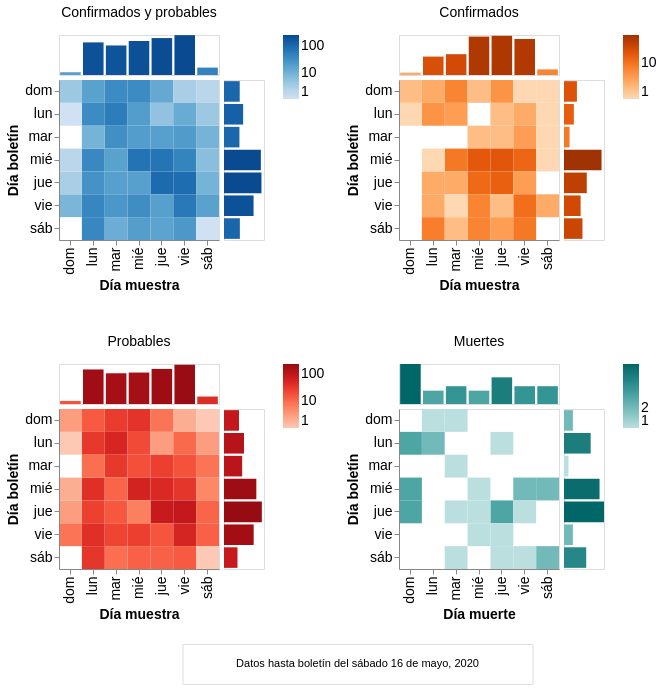 Confirmados y probables
Confirmados
100
10
1
10
1
Día boletín
dom
lun
mar
mié
jue
vie
sáb
dom
lun
mar
mié
jue
vie
sáb
Día muestra
Día boletín
dom
lun
mar
mié
jue
vie
sáb
dom
lun
mar
mié
jue
vie
sáb
Día muestra
Probables
Muertes
100
10
1
2
1
Día boletín
dom
lun
mar
mié
jue
vie
sáb
dom
lun
mar
mié
jue
vie
sáb
Día muestra
Día boletín
dom
lun
mar
mié
jue
vie
sáb
dom
lun
mar
mié
jue
vie
sáb
Día muerte
Datos hasta boletín del sábado 16 de mayo, 2020